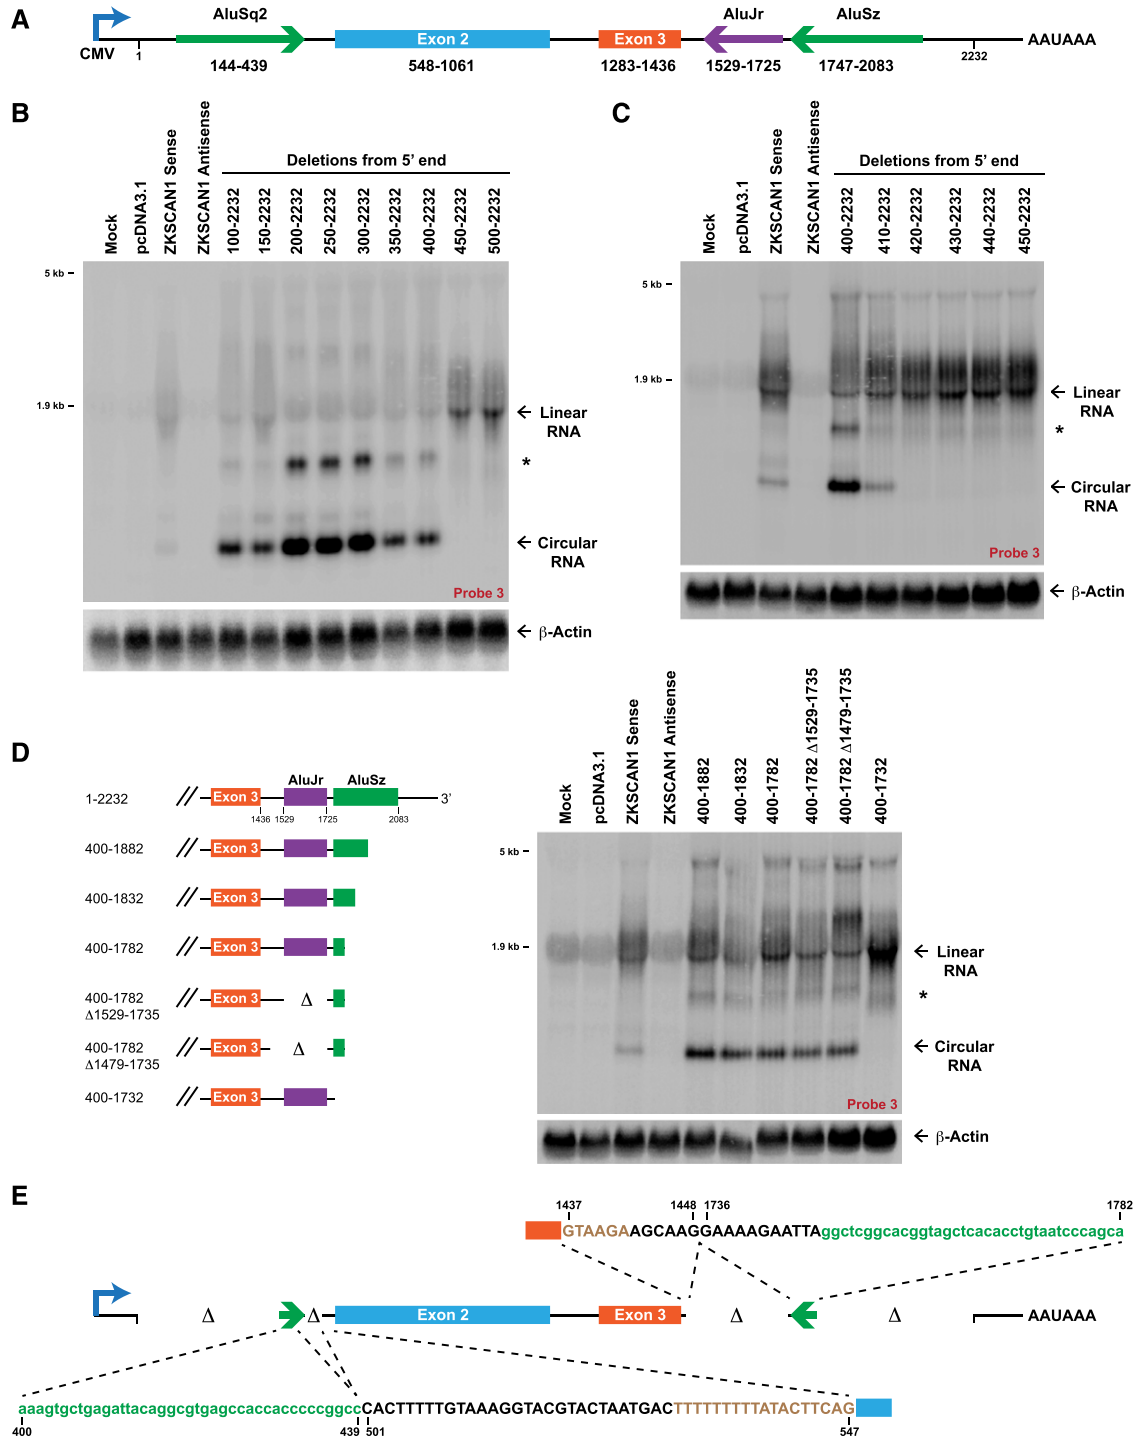 A
AluSq2
AluJr
AluSz
CMV
1
Exon 2
Exon 3
2232
AAUAAA
144-439
548-1061
1283-1436
1529-1725
1747-2083
B
Mock
pcDNA3.1
ZKSCAN1 Sense
ZKSCAN1 Antisense
Deletions from 5’ end
100-2232
150-2232
200-2232
250-2232
300-2232
350-2232
400-2232
450-2232
500-2232
5 kb
1.9 kb
Linear
RNA
*
Circular
RNA
Probe 3
β-Actin
C
Mock
pcDNA3.1
ZKSCAN1 Sense
ZKSCAN1 Antisense
Deletions from 5’ end
400-2232
410-2232
420-2232
430-2232
440-2232
450-2232
5 kb
1.9 kb
Linear
RNA
*
Circular
RNA
Probe 3
β-Actin
D
AluJr
AluSz
1-2232
Exon 3
3’
1436
1529
1725
2083
400-1882
Exon 3
400-1832
Exon 3
400-1782
Exon 3
400-1782
Δ1529-1735
Exon 3
Δ
400-1782
Δ1479-1735
Exon 3
Δ
400-1732
Exon 3
Mock
pcDNA3.1
ZKSCAN1 Sense
ZKSCAN1 Antisense
400-1882
400-1832
400-1782
400-1782 Δ1529-1735
400-1782 Δ1479-1735
400-1732
5 kb
1.9 kb
Linear
RNA
*
Circular
RNA
Probe 3
β-Actin
E
1437
1448
1736
1782
GTAAGAAGCAAGGAAAAGAATTAggctcggcacggtagctcacacctgtaatcccagca
Δ
Δ
Exon 2
Exon 3
Δ
Δ
AAUAAA
aaagtgctgagattacaggcgtgagccaccacccccggccCACTTTTTGTAAAGGTACGTACTAATGACTTTTTTTTTATACTTCAG
400
439
501
547